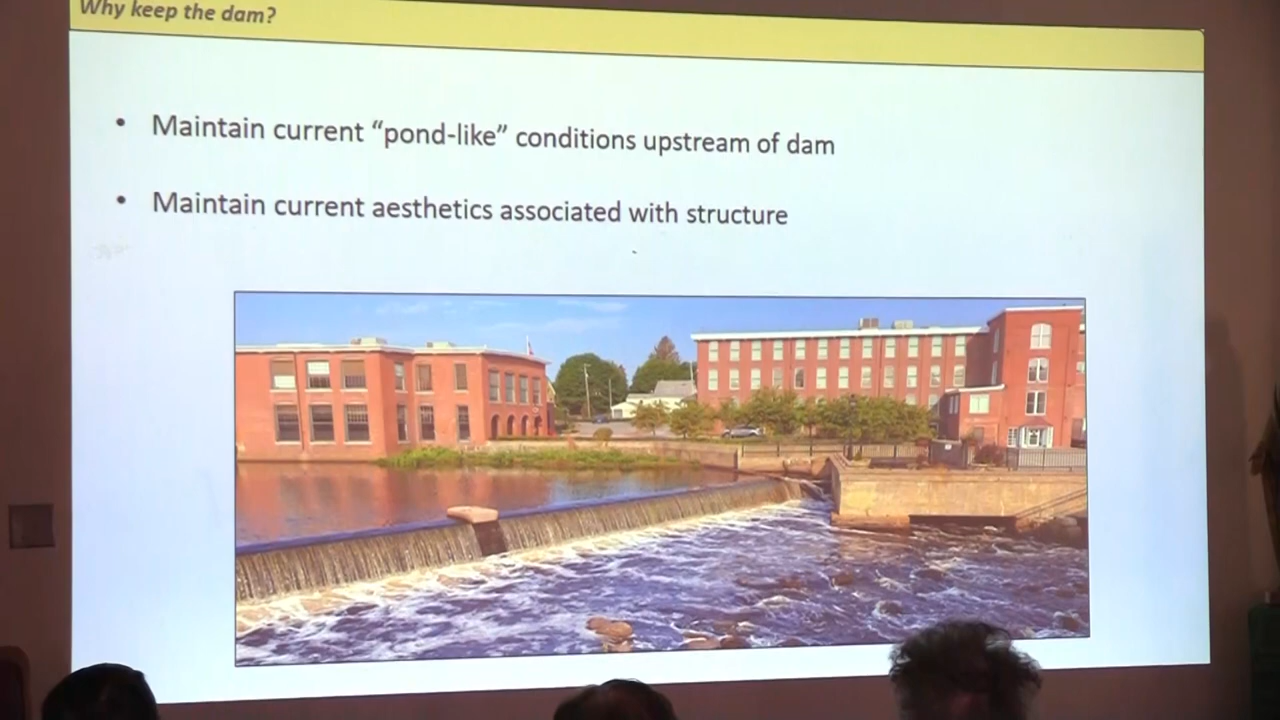 Why keep the dam?
• Maintain current “pond-like” conditions upstream of dam
• Maintain current aesthetics associated with structure